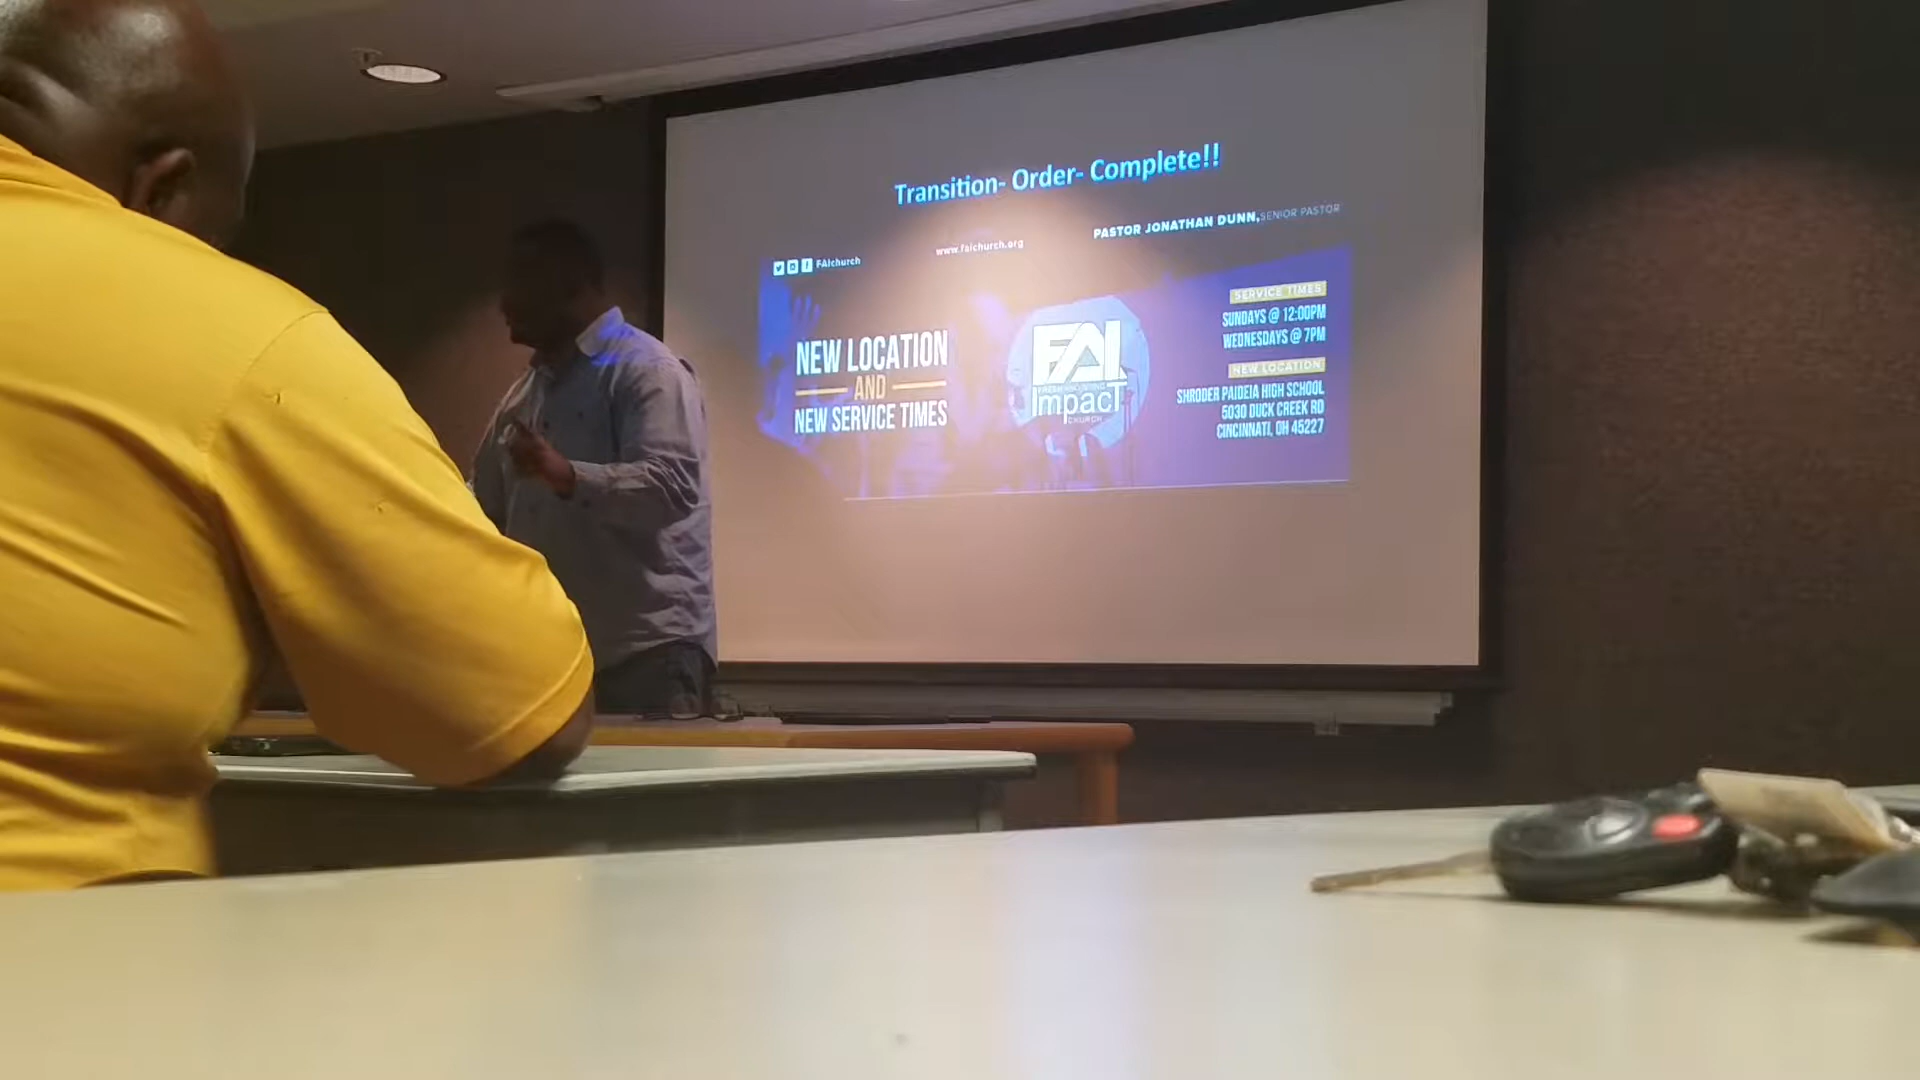 Transition- Order- Complete!!
PASTOR JONATHAN DUNN, SENIOR PASTOR
www.faichurch.org
FAIchurch
NEW LOCATION
AND
NEW SERVICE TIMES
FAI
Impact
CHURCH
SERVICE TIMES
SUNDAYS @ 12:00PM
WEDNESDAYS @ 7PM
NEW LOCATION
SHRODER PAIDEIA HIGH SCHOOL
5030 DUCK CREEK RD
CINCINNATI, OH 45227